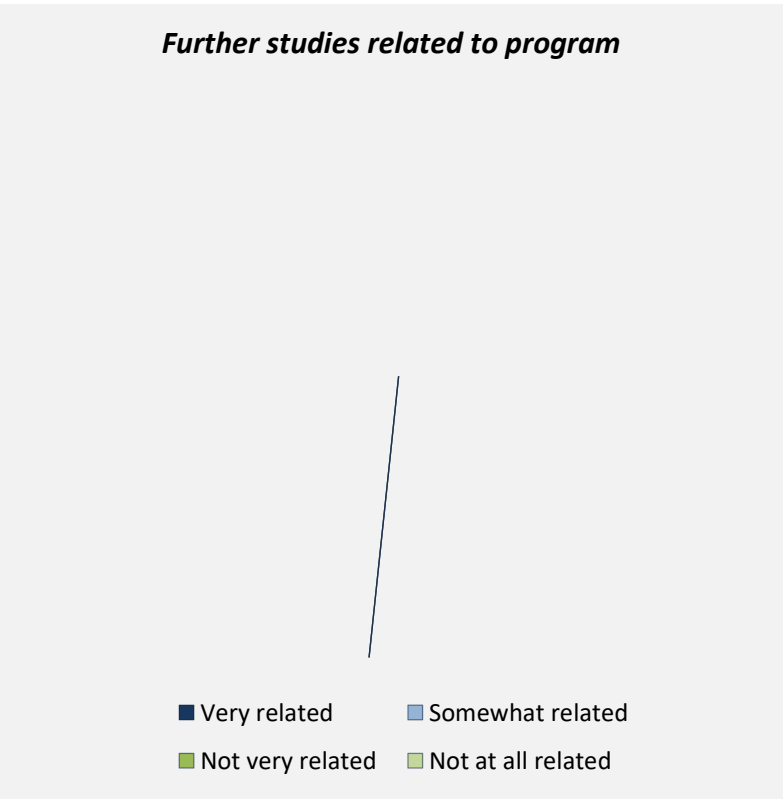 Further studies related to program
Very related
Somewhat related
Not very related
Not at all related